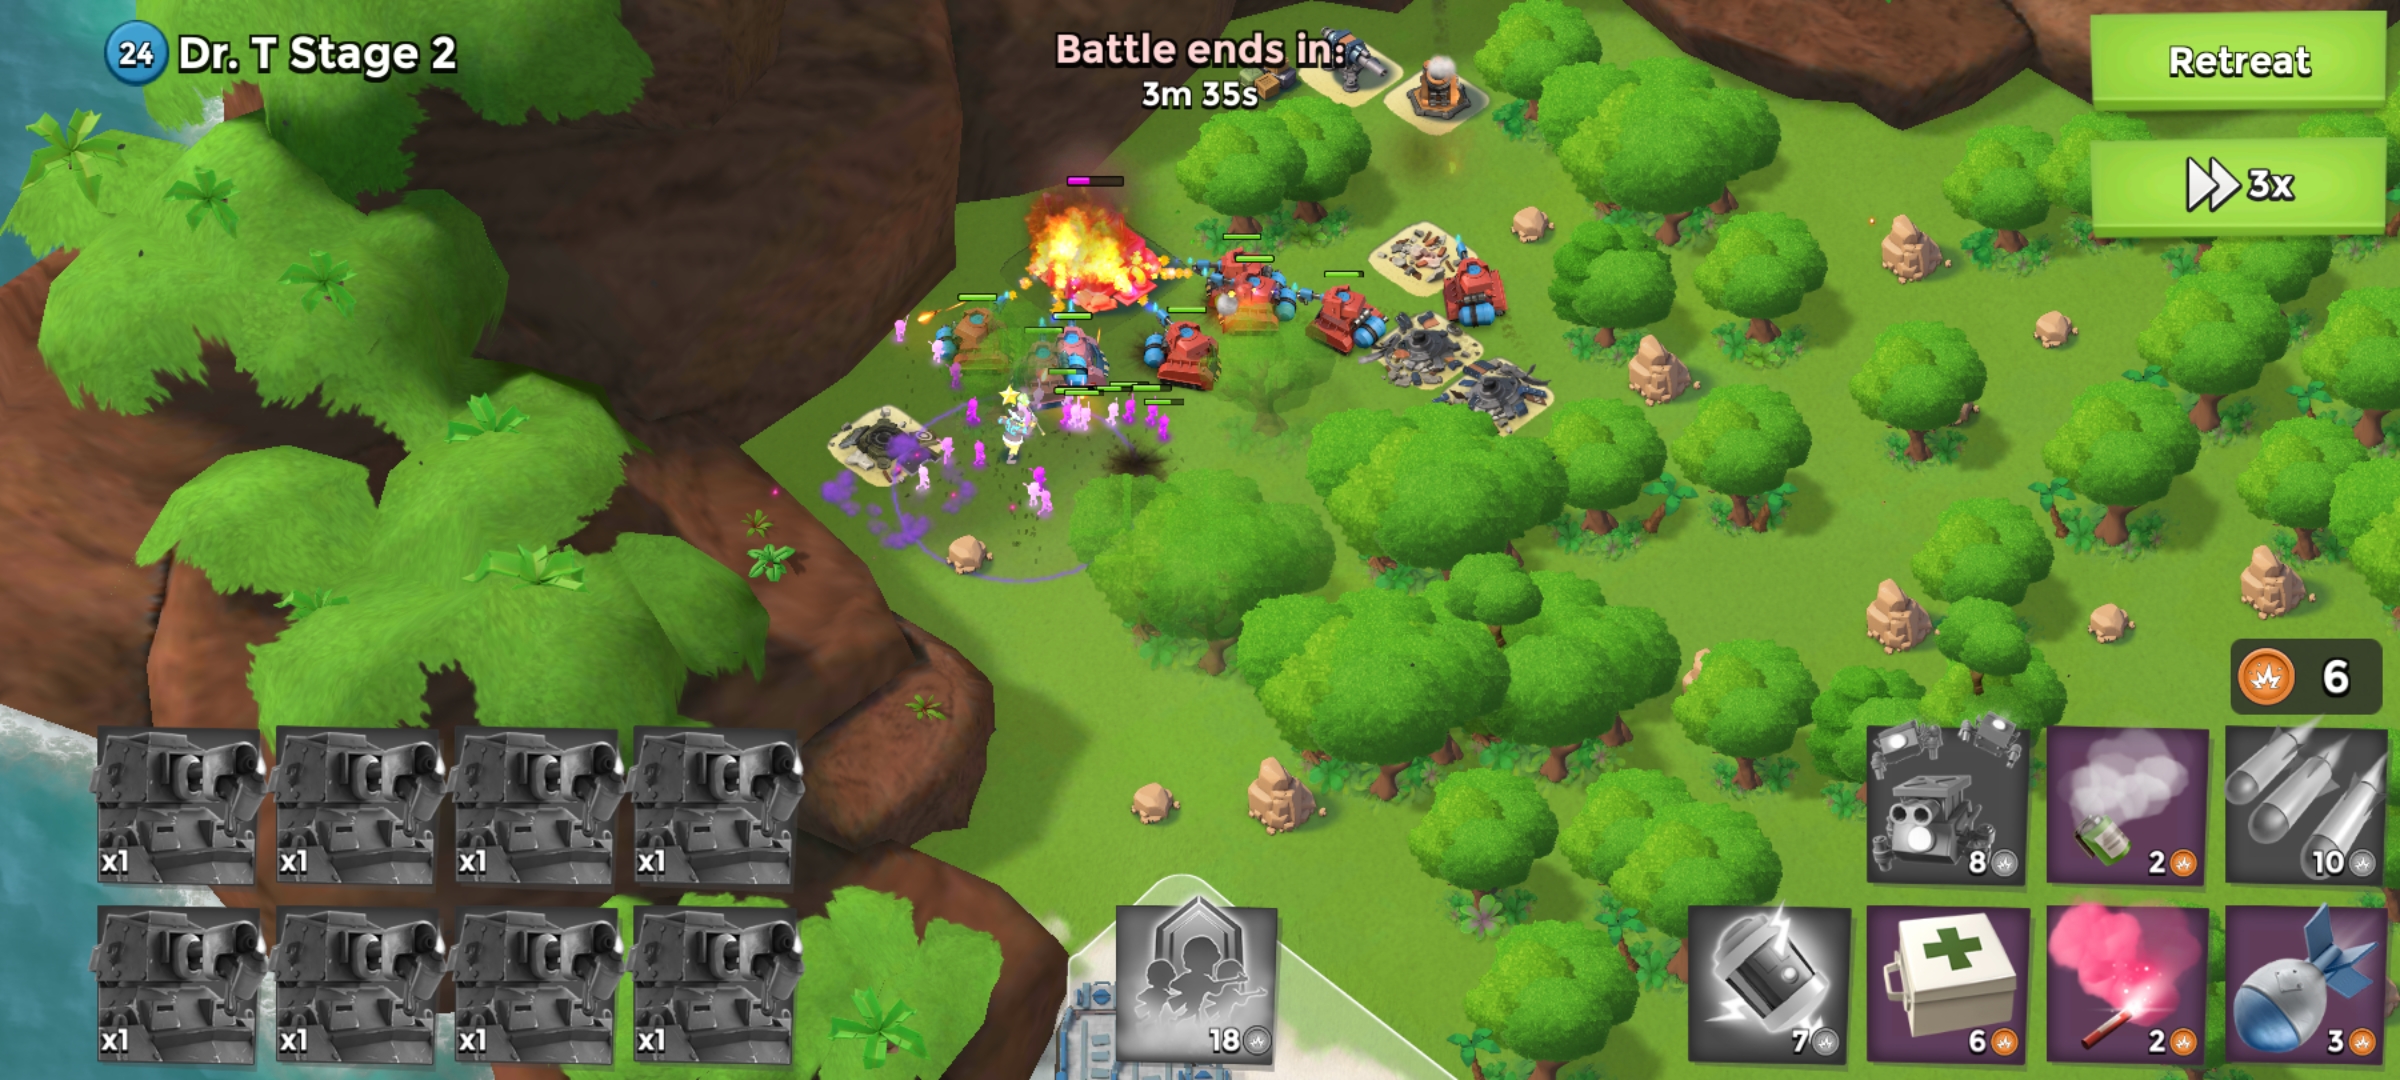 24 Dr. T Stage 2
Battle ends in:
3m 35s
Retreat
3x
6
x1 x1 x1 x1
8 2 10
x1 x1 x1 x1
18
7 6 2 3